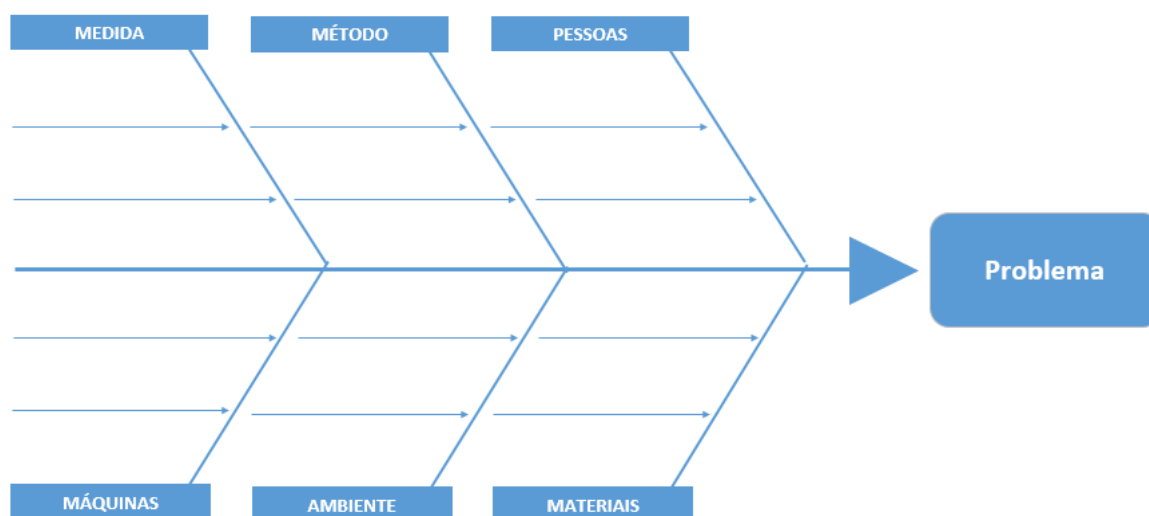 MEDIDA
MÉTODO
PESSOAS
Problema
MÁQUINAS
AMBIENTE
MATERIAIS